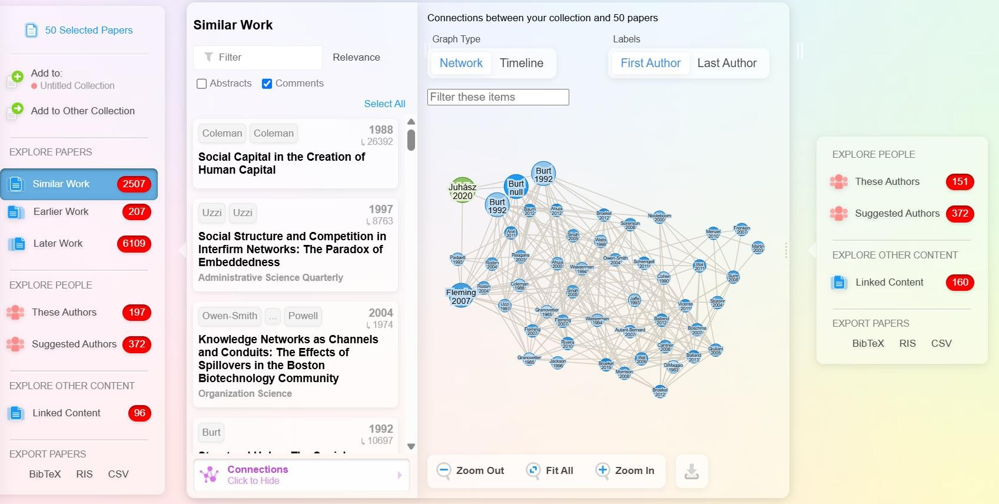 50 Selected Papers
Add to:
Untitled Collection
Add to Other Collection
EXPLORE PAPERS
Similar Work 2507
Earlier Work 207
Later Work 6109
EXPLORE PEOPLE
These Authors 197
Suggested Authors 372
EXPLORE OTHER CONTENT
Linked Content 96
EXPORT PAPERS
BibTeX RIS CSV
Similar Work
Filter Relevance
Abstracts Comments
Select All
Coleman Coleman 1988
26392
Social Capital in the Creation of
Human Capital
Uzzi Uzzi 1997
8763
Social Structure and Competition in
Interfirm Networks: The Paradox of
Embeddedness
Administrative Science Quarterly
Owen-Smith ... Powell 2004
1974
Knowledge Networks as Channels
and Conduits: The Effects of
Spillovers in the Boston
Biotechnology Community
Organization Science
Burt 1992
10697
Connections
Click to Hide
Connections between your collection and 50 papers
Graph Type Labels
Network Timeline First Author Last Author
Filter these items
Burt
1992
Juhász
2020
Burt
null
Burt
1992
Baum
2012
Ahuja
2012
Broekel
2012
Sorenson
2006
Nooteboom
2000
Menzel
2010
Frenken
2007
Martin
2003
Aral
2011
Singh
2005
Watts
1998
Padgett
1993
Rodan
2004
Reagans
2003
Ahuja
2000
Wasserman
1994
Owen-Smith
2004
Scherngell
2011
Wal
2011
Cohen
1990
Suire
2008
Fleming
2007
Rodan
2004
Coleman
1988
Singh
2005
Jaffe
1993
Uzzi
1997
Granovetter
1985
Fleming
2007
Wasserman
1994
Vicente
2011
Storper
2004
Balland
2012
Fleming
2007
Autant-Bernard
2007
Boschma
2007
Rivera
2010
Cantner
2006
Giuliani
2005
Granovetter
1985
Jackson
1996
Broekel
2015
Wal
2009
Balland
2013
Morrison
2008
DiMaggio
1983
Broekel
2012
Zoom Out Fit All Zoom In
EXPLORE PEOPLE
These Authors 151
Suggested Authors 372
EXPLORE OTHER CONTENT
Linked Content 160
EXPORT PAPERS
BibTeX RIS CSV